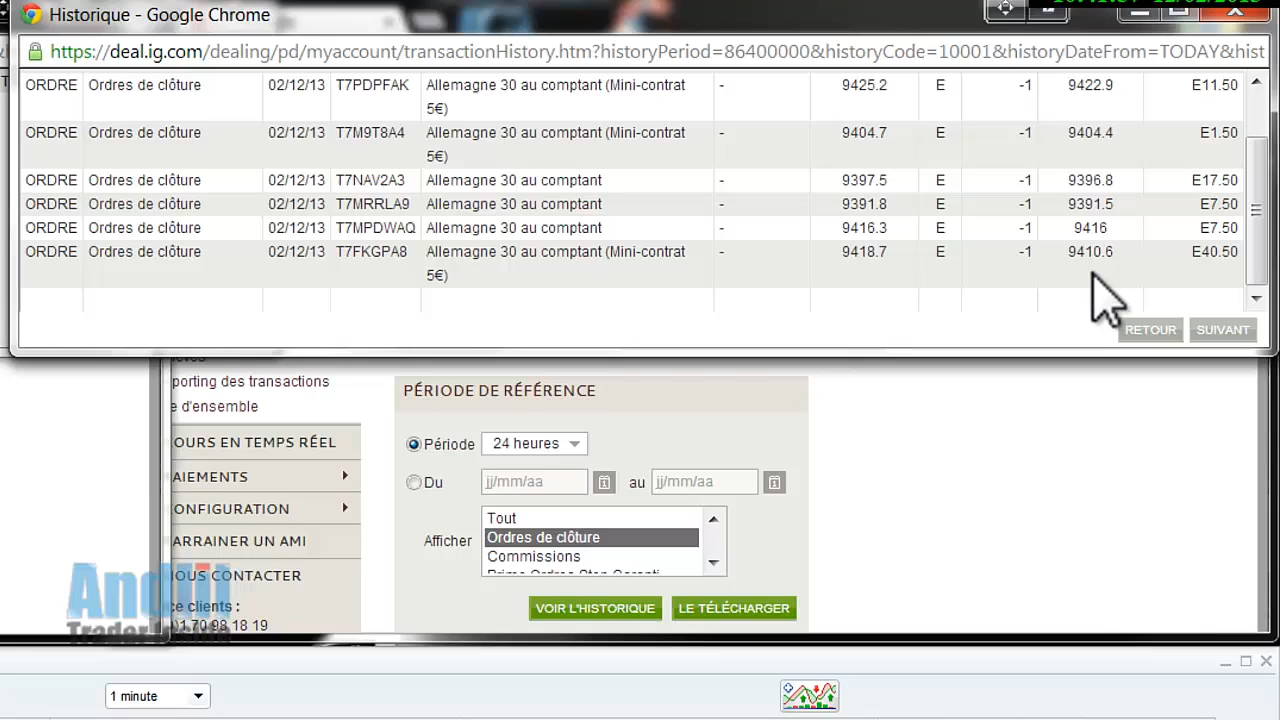 Historique - Google Chrome
https://deal.ig.com/dealing/pd/myaccount/transactionHistory.htm?historyPeriod=86400000&historyCode=10001&historyDateFrom=TODAY&hist
ORDRE Ordres de clôture 02/12/13 T7PDPFAK Allemagne 30 au comptant (Mini-contrat - 9425.2 E -1 9422.9 E11.50
5€)
ORDRE Ordres de clôture 02/12/13 T7M9T8A4 Allemagne 30 au comptant (Mini-contrat - 9404.7 E -1 9404.4 E1.50
5€)
ORDRE Ordres de clôture 02/12/13 T7NAV2A3 Allemagne 30 au comptant - 9397.5 E -1 9396.8 E17.50
ORDRE Ordres de clôture 02/12/13 T7MRRLA9 Allemagne 30 au comptant - 9391.8 E -1 9391.5 E7.50
ORDRE Ordres de clôture 02/12/13 T7MPDWAQ Allemagne 30 au comptant - 9416.3 E -1 9416 E7.50
ORDRE Ordres de clôture 02/12/13 T7FKGPA8 Allemagne 30 au comptant (Mini-contrat - 9418.7 E -1 9410.6 E40.50
5€)
RETOUR SUIVANT
porting des transactions
e d'ensemble
OURS EN TEMPS RÉEL
AIEMENTS
ONFIGURATION
ARRAINER UN AMI
NOUS CONTACTER
ce clients :
)1 70 98 18 19
PÉRIODE DE RÉFÉRENCE
Période 24 heures
Du jj/mm/aa au jj/mm/aa
Afficher
Tout
Ordres de clôture
Commissions
VOIR L'HISTORIQUE LE TÉLÉCHARGER
1 minute